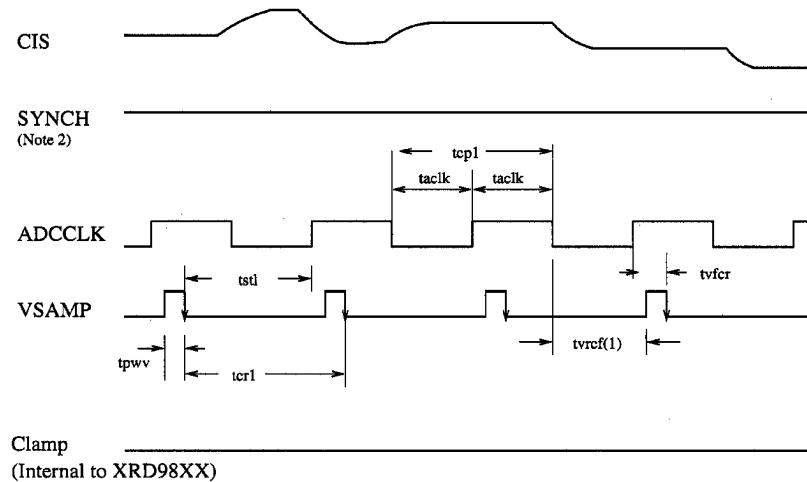 CIS
SYNCH
(Note 2)
tcp1
taclk
taclk
ADCCLK
tstl
tvfcr
VSAMP
tpwv
tcr1
tvrcf(1)
Clamp
(Internal to XRD98XX)